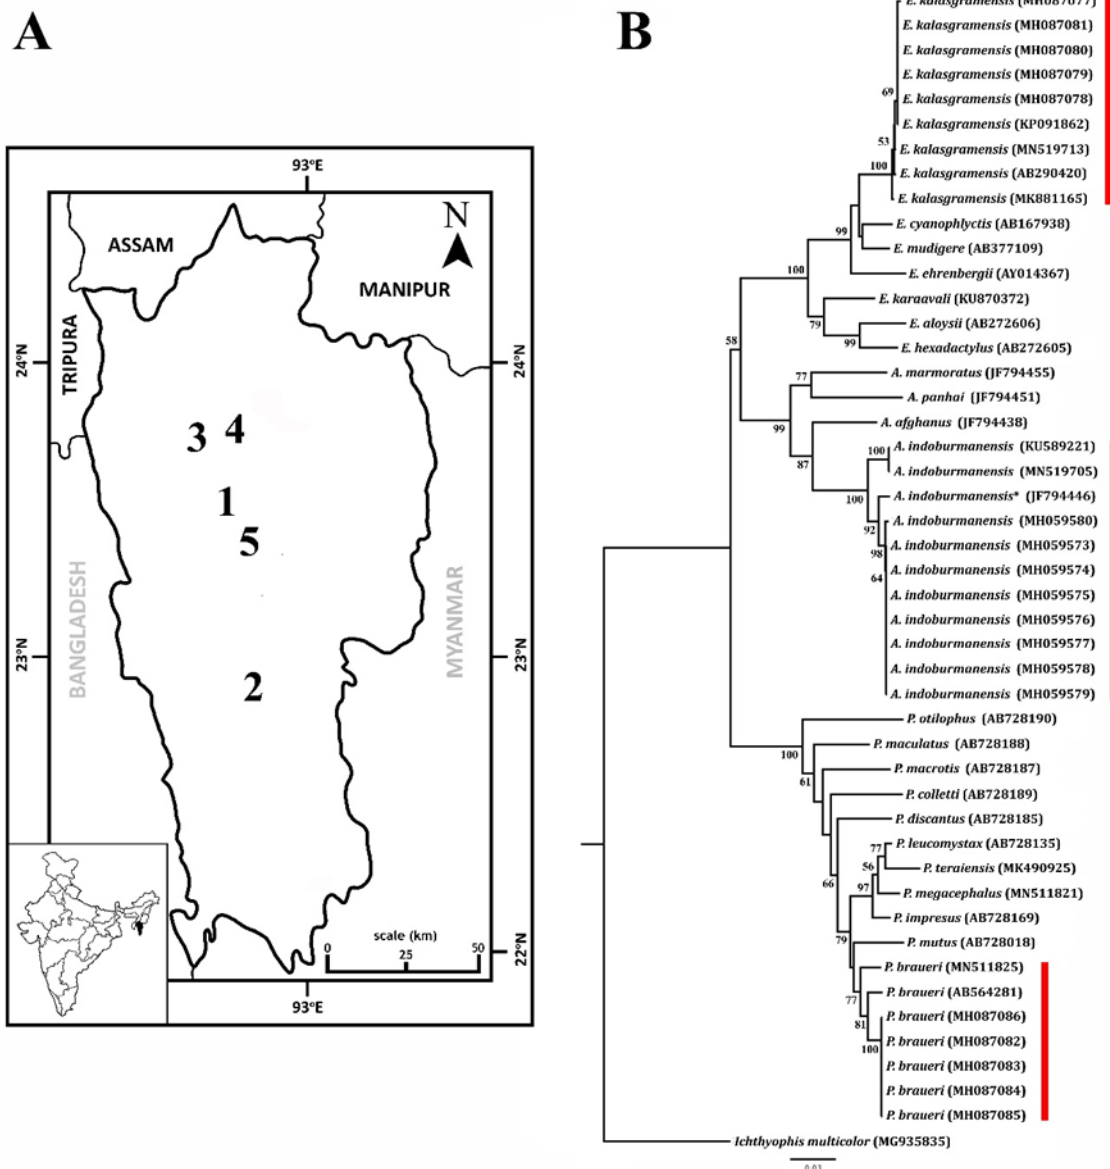 A
B
93°E
ASSAM
N
MANIPUR
TRIPURA
24°N
24°N
3
4
1
5
BANGLADESH
MYANMAR
23°N
23°N
2
scale (km)
0
25
50
22°N
93°E
E. kalasgramensis (MH087077)
E. kalasgramensis (MH087081)
E. kalasgramensis (MH087080)
E. kalasgramensis (MH087079)
69
E. kalasgramensis (MH087078)
E. kalasgramensis (KP091862)
53
E. kalasgramensis (MN519713)
100
E. kalasgramensis (AB290420)
E. kalasgramensis (MK881165)
E. cyanophlyctis (AB167938)
99
E. mudigere (AB377109)
100
E. ehrenbergii (AY014367)
E. karaavali (KU870372)
79
E. aloysii (AB272606)
99
E. hexadactylus (AB272605)
58
A. marmoratus (JF794455)
77
A. panhai (JF794451)
99
A. afghanus (JF794438)
87
A. indoburmanensis (KU589221)
100
A. indoburmanensis (MN519705)
100
A. indoburmanensis* (JF794446)
92
A. indoburmanensis (MH059580)
98
A. indoburmanensis (MH059573)
64
A. indoburmanensis (MH059574)
A. indoburmanensis (MH059575)
A. indoburmanensis (MH059576)
A. indoburmanensis (MH059577)
A. indoburmanensis (MH059578)
A. indoburmanensis (MH059579)
P. otilophus (AB728190)
100
P. maculatus (AB728188)
61
P. macrotis (AB728187)
P. colletti (AB728189)
P. discantus (AB728185)
66
P. leucomystax (AB728135)
77
P. teraiensis (MK490925)
56
P. megacephalus (MN511821)
97
P. impresus (AB728169)
79
P. mutus (AB728018)
P. braueri (MN511825)
77
P. braueri (AB564281)
81
P. braueri (MH087086)
100
P. braueri (MH087082)
P. braueri (MH087083)
P. braueri (MH087084)
P. braueri (MH087085)
Ichthyophis multicolor (MG935835)
0.03